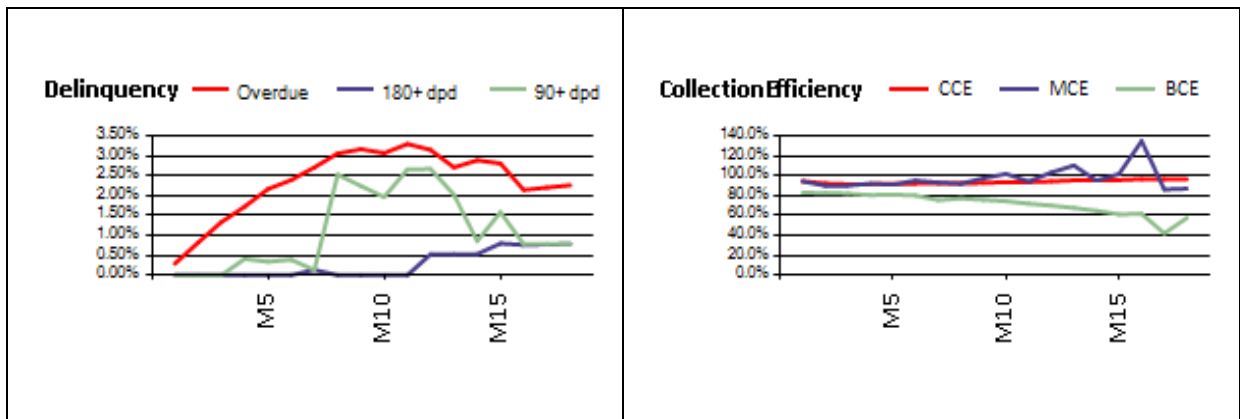 Delinquency Overdue 180+ dpd 90+ dpd
3.50%
3.00%
2.50%
2.00%
1.50%
1.00%
0.50%
0.00%
M5
M10
M15
Collection Efficiency CCE MCE BCE
140.0%
120.0%
100.0%
80.0%
60.0%
40.0%
20.0%
0.0%
M5
M10
M15